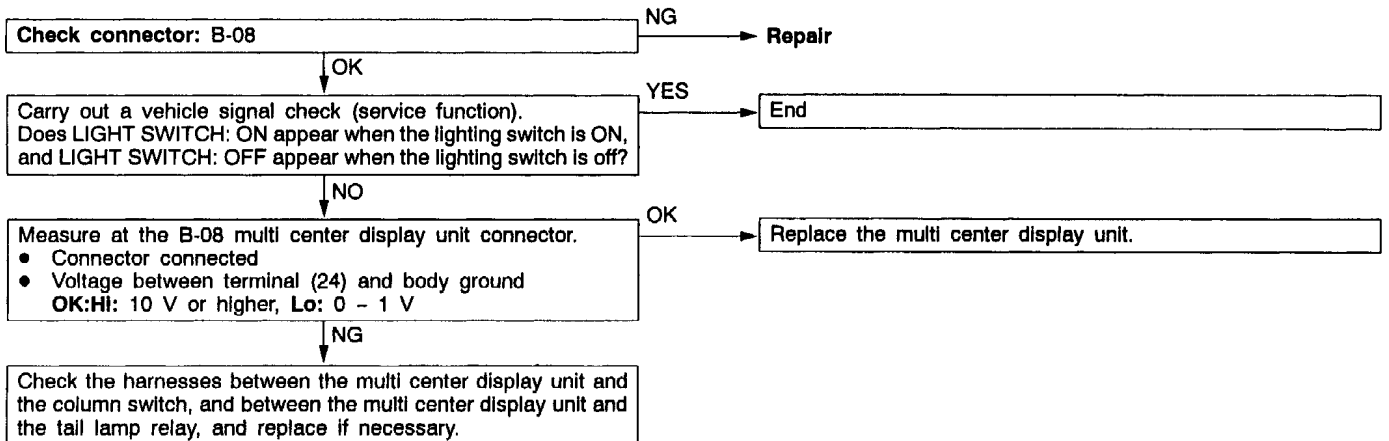 Check connector: B-08
NG
Repair
OK
Carry out a vehicle signal check (service function).
Does LIGHT SWITCH: ON appear when the lighting switch is ON,
and LIGHT SWITCH: OFF appear when the lighting switch is off?
YES
End
NO
Measure at the B-08 multi center display unit connector.
● Connector connected
● Voltage between terminal (24) and body ground
OK:Hi: 10 V or higher, Lo: 0 – 1 V
OK
Replace the multi center display unit.
NG
Check the harnesses between the multi center display unit and
the column switch, and between the multi center display unit and
the tail lamp relay, and replace if necessary.